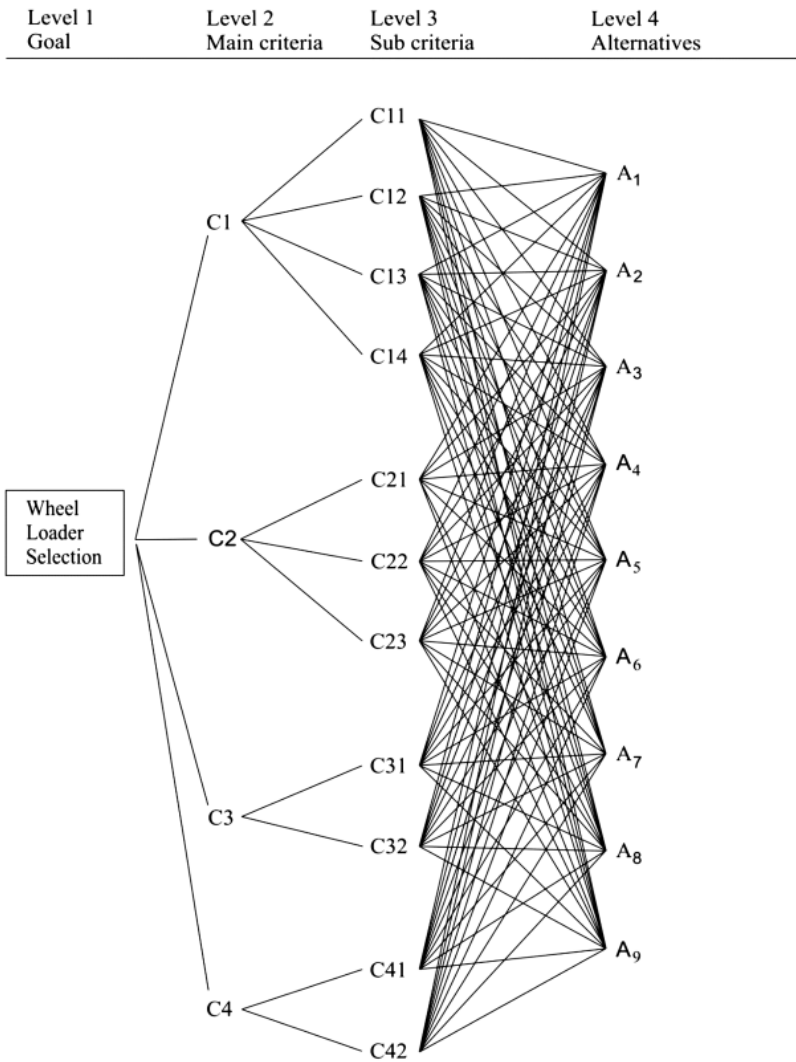 Level 1
Goal
Level 2
Main criteria
Level 3
Sub criteria
Level 4
Alternatives
Wheel
Loader
Selection
C1
C2
C3
C4
C11
C12
C13
C14
C21
C22
C23
C31
C32
C41
C42
A₁
A₂
A₃
A₄
A₅
A₆
A₇
A₈
A₉